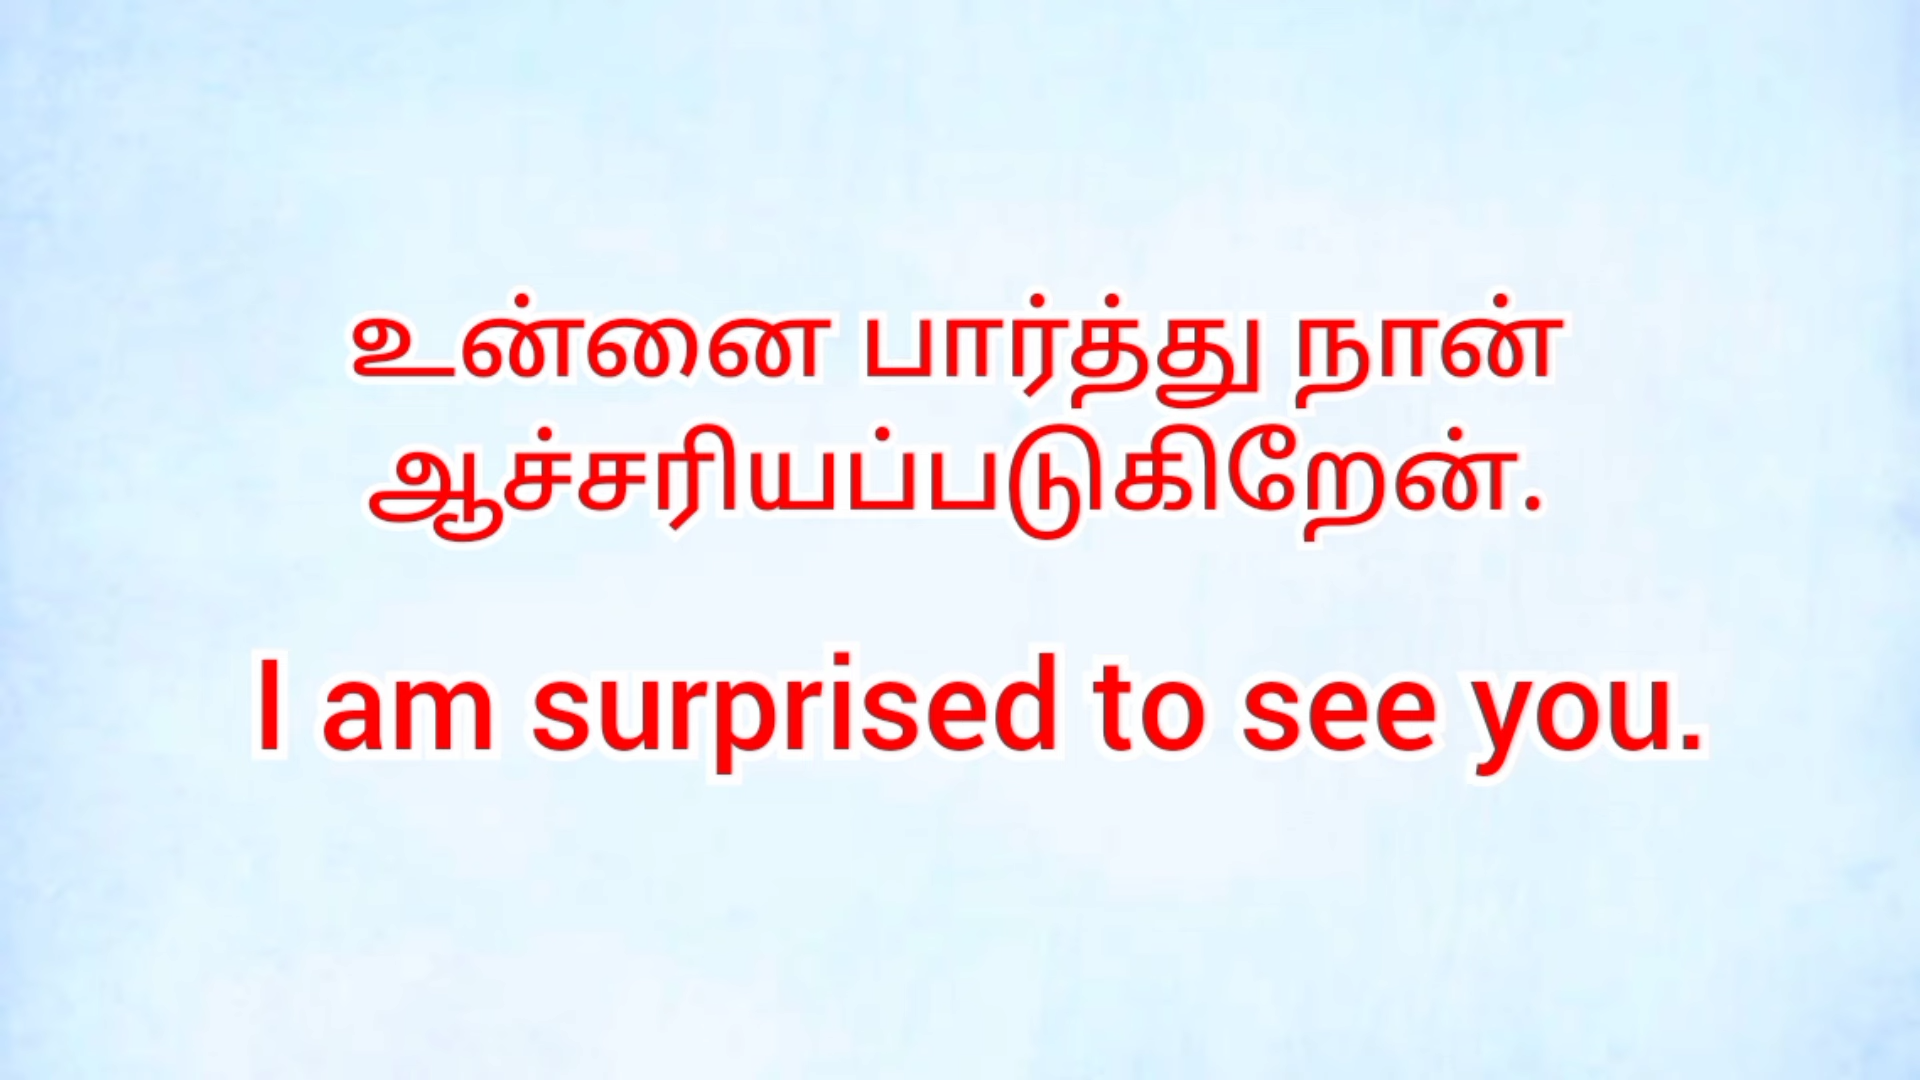 உன்னை பார்த்து நான்
ஆச்சரியப்படுகிறேன்.
I am surprised to see you.